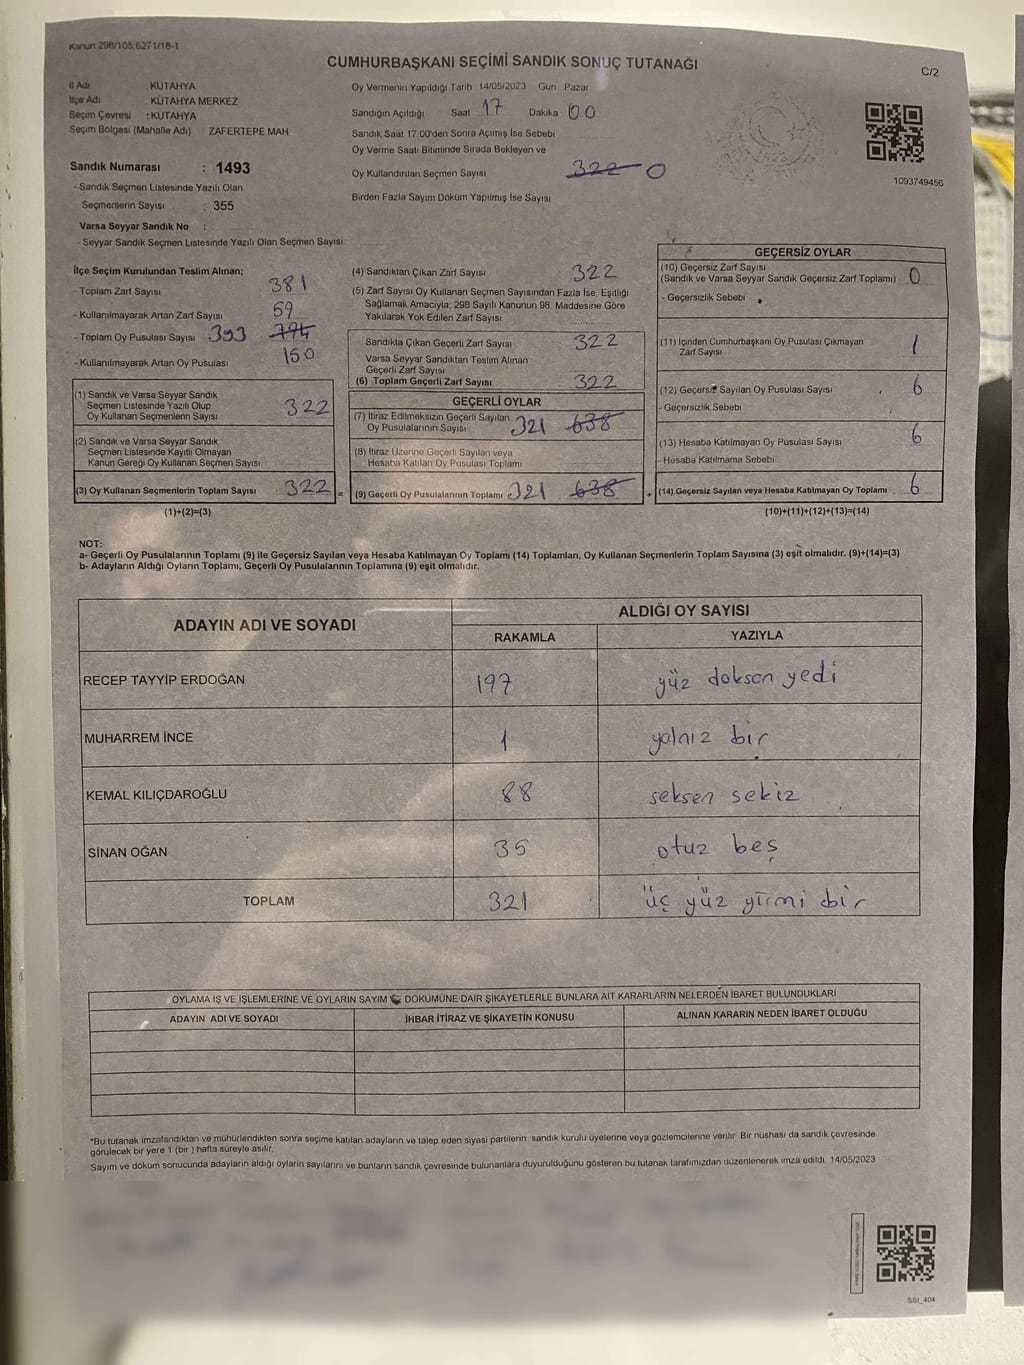 Kanun 298/105,6271/18-1
CUMHURBAŞKANI SEÇİMİ SANDIK SONUÇ TUTANAĞI
C/2
İl Adı : KÜTAHYA
İlçe Adı : KÜTAHYA MERKEZ
Seçim Çevresi : KÜTAHYA
Seçim Bölgesi (Mahalle Adı) ZAFERTEPE MAH
Sandık Numarası : 1493
- Sandık Seçmen Listesinde Yazılı Olan
Seçmenlerin Sayısı : 355
Varsa Seyyar Sandık No :
- Seyyar Sandık Seçmen Listesinde Yazılı Olan Seçmen Sayısı:
Oy Vermenin Yapıldığı Tarih 14/05/2023 Gün Pazar
Sandığın Açıldığı Saat 17 Dakika 00
Sandık Saat 17:00'den Sonra Açımış İse Sebebi
Oy Verme Saati Bitiminde Sırada Bekleyen ve
Oy Kullandırılan Seçmen Sayısı 322 0
Birden Fazla Sayım Döküm Yapılmış İse Sayısı
1093749456
İlçe Seçim Kurulundan Teslim Alınan;
- Toplam Zarf Sayısı 381
- Kullanılmayarak Artan Zarf Sayısı 59
- Toplam Oy Pusulası Sayısı 393 794
- Kullanılmayarak Artan Oy Pusulası 150
(1) Sandık ve Varsa Seyyar Sandık
Seçmen Listesinde Yazılı Olup
Oy Kullanan Seçmenlerin Sayısı 322
(2) Sandık ve Varsa Seyyar Sandık
Seçmen Listesinde Kayıtlı Olmayan
Kanun Gereği Oy Kullanan Seçmen Sayısı
(3) Oy Kullanan Seçmenlerin Toplam Sayısı 322 =
(1)+(2)=(3)
(4) Sandıktan Çıkan Zarf Sayısı 322
(5) Zarf Sayısı Oy Kullanan Seçmen Sayısından Fazla İse, Eşitliği
Sağlamak Amacıyla, 298 Sayılı Kanunun 98. Maddesine Göre
Yakılarak Yok Edilen Zarf Sayısı
Sandıkta Çıkan Geçerli Zarf Sayısı 322
Varsa Seyyar Sandıktan Teslim Alınan
Geçerli Zarf Sayısı
(6) Toplam Geçerli Zarf Sayısı 322
GEÇERLİ OYLAR
(7) İtiraz Edilmeksizin Geçerli Sayılan
Oy Pusulalarının Sayısı 321 638
(8) İtiraz Üzerine Geçerli Sayılan veya
Hesaba Katılan Oy Pusulası Toplamı
(9) Geçerli Oy Pusulalarının Toplamı 321 638 +
GEÇERSİZ OYLAR
(10) Geçersiz Zarf Sayısı
(Sandık ve Varsa Seyyar Sandık Geçersiz Zarf Toplamı) 0
- Geçersizlik Sebebi
(11) İçinden Cumhurbaşkanı Oy Pusulası Çıkmayan
Zarf Sayısı 1
(12) Geçersiz Sayılan Oy Pusulası Sayısı 6
- Geçersizlik Sebebi
(13) Hesaba Katılmayan Oy Pusulası Sayısı 6
- Hesaba Katılmama Sebebi
(14) Geçersiz Sayılan veya Hesaba Katılmayan Oy Toplamı : 6
(10)+(11)+(12)+(13)=(14)
NOT:
a- Geçerli Oy Pusulalarının Toplamı (9) ile Geçersiz Sayılan veya Hesaba Katılmayan Oy Toplamı (14) Toplamları, Oy Kullanan Seçmenlerin Toplam Sayısına (3) eşit olmalıdır. (9)+(14)=(3)
b- Adayların Aldığı Oyların Toplamı, Geçerli Oy Pusulalarının Toplamına (9) eşit olmalıdır.
ADAYIN ADI VE SOYADI ALDIĞI OY SAYISI
RAKAMLA YAZIYLA
RECEP TAYYİP ERDOĞAN 197 yüz doksan yedi
MUHARREM İNCE 1 yalnız bir
KEMAL KILIÇDAROĞLU 88 seksen sekiz
SİNAN OĞAN 35 otuz beş
TOPLAM 321 üç yüz yirmi bir
OYLAMA İŞ VE İŞLEMLERİNE VE OYLARIN SAYIM DÖKÜMÜNE DAİR ŞİKAYETLERLE BUNLARA AİT KARARLARIN NELERDEN İBARET BULUNDUKLARI
ADAYIN ADI VE SOYADI İHBAR İTİRAZ VE ŞİKAYETİN KONUSU ALINAN KARARIN NEDEN İBARET OLDUĞU
*Bu tutanak imzalandıktan ve mühürlendikten sonra seçime katılan adayların ve talep eden siyasi partilerin sandık kurulu üyelerine veya gözlemcilerine verilir. Bir nüshası da sandık çevresinde
görülecek bir yere 1 (bir ) hafta süreyle asılır.
Sayım ve döküm sonucunda adayların aldığı oyların sayılarını ve bunların sandık çevresinde bulunanlara duyurulduğunu gösteren bu tutanak tarafımızdan düzenlenerek imza edildi. 14/05/2023
SSI_404